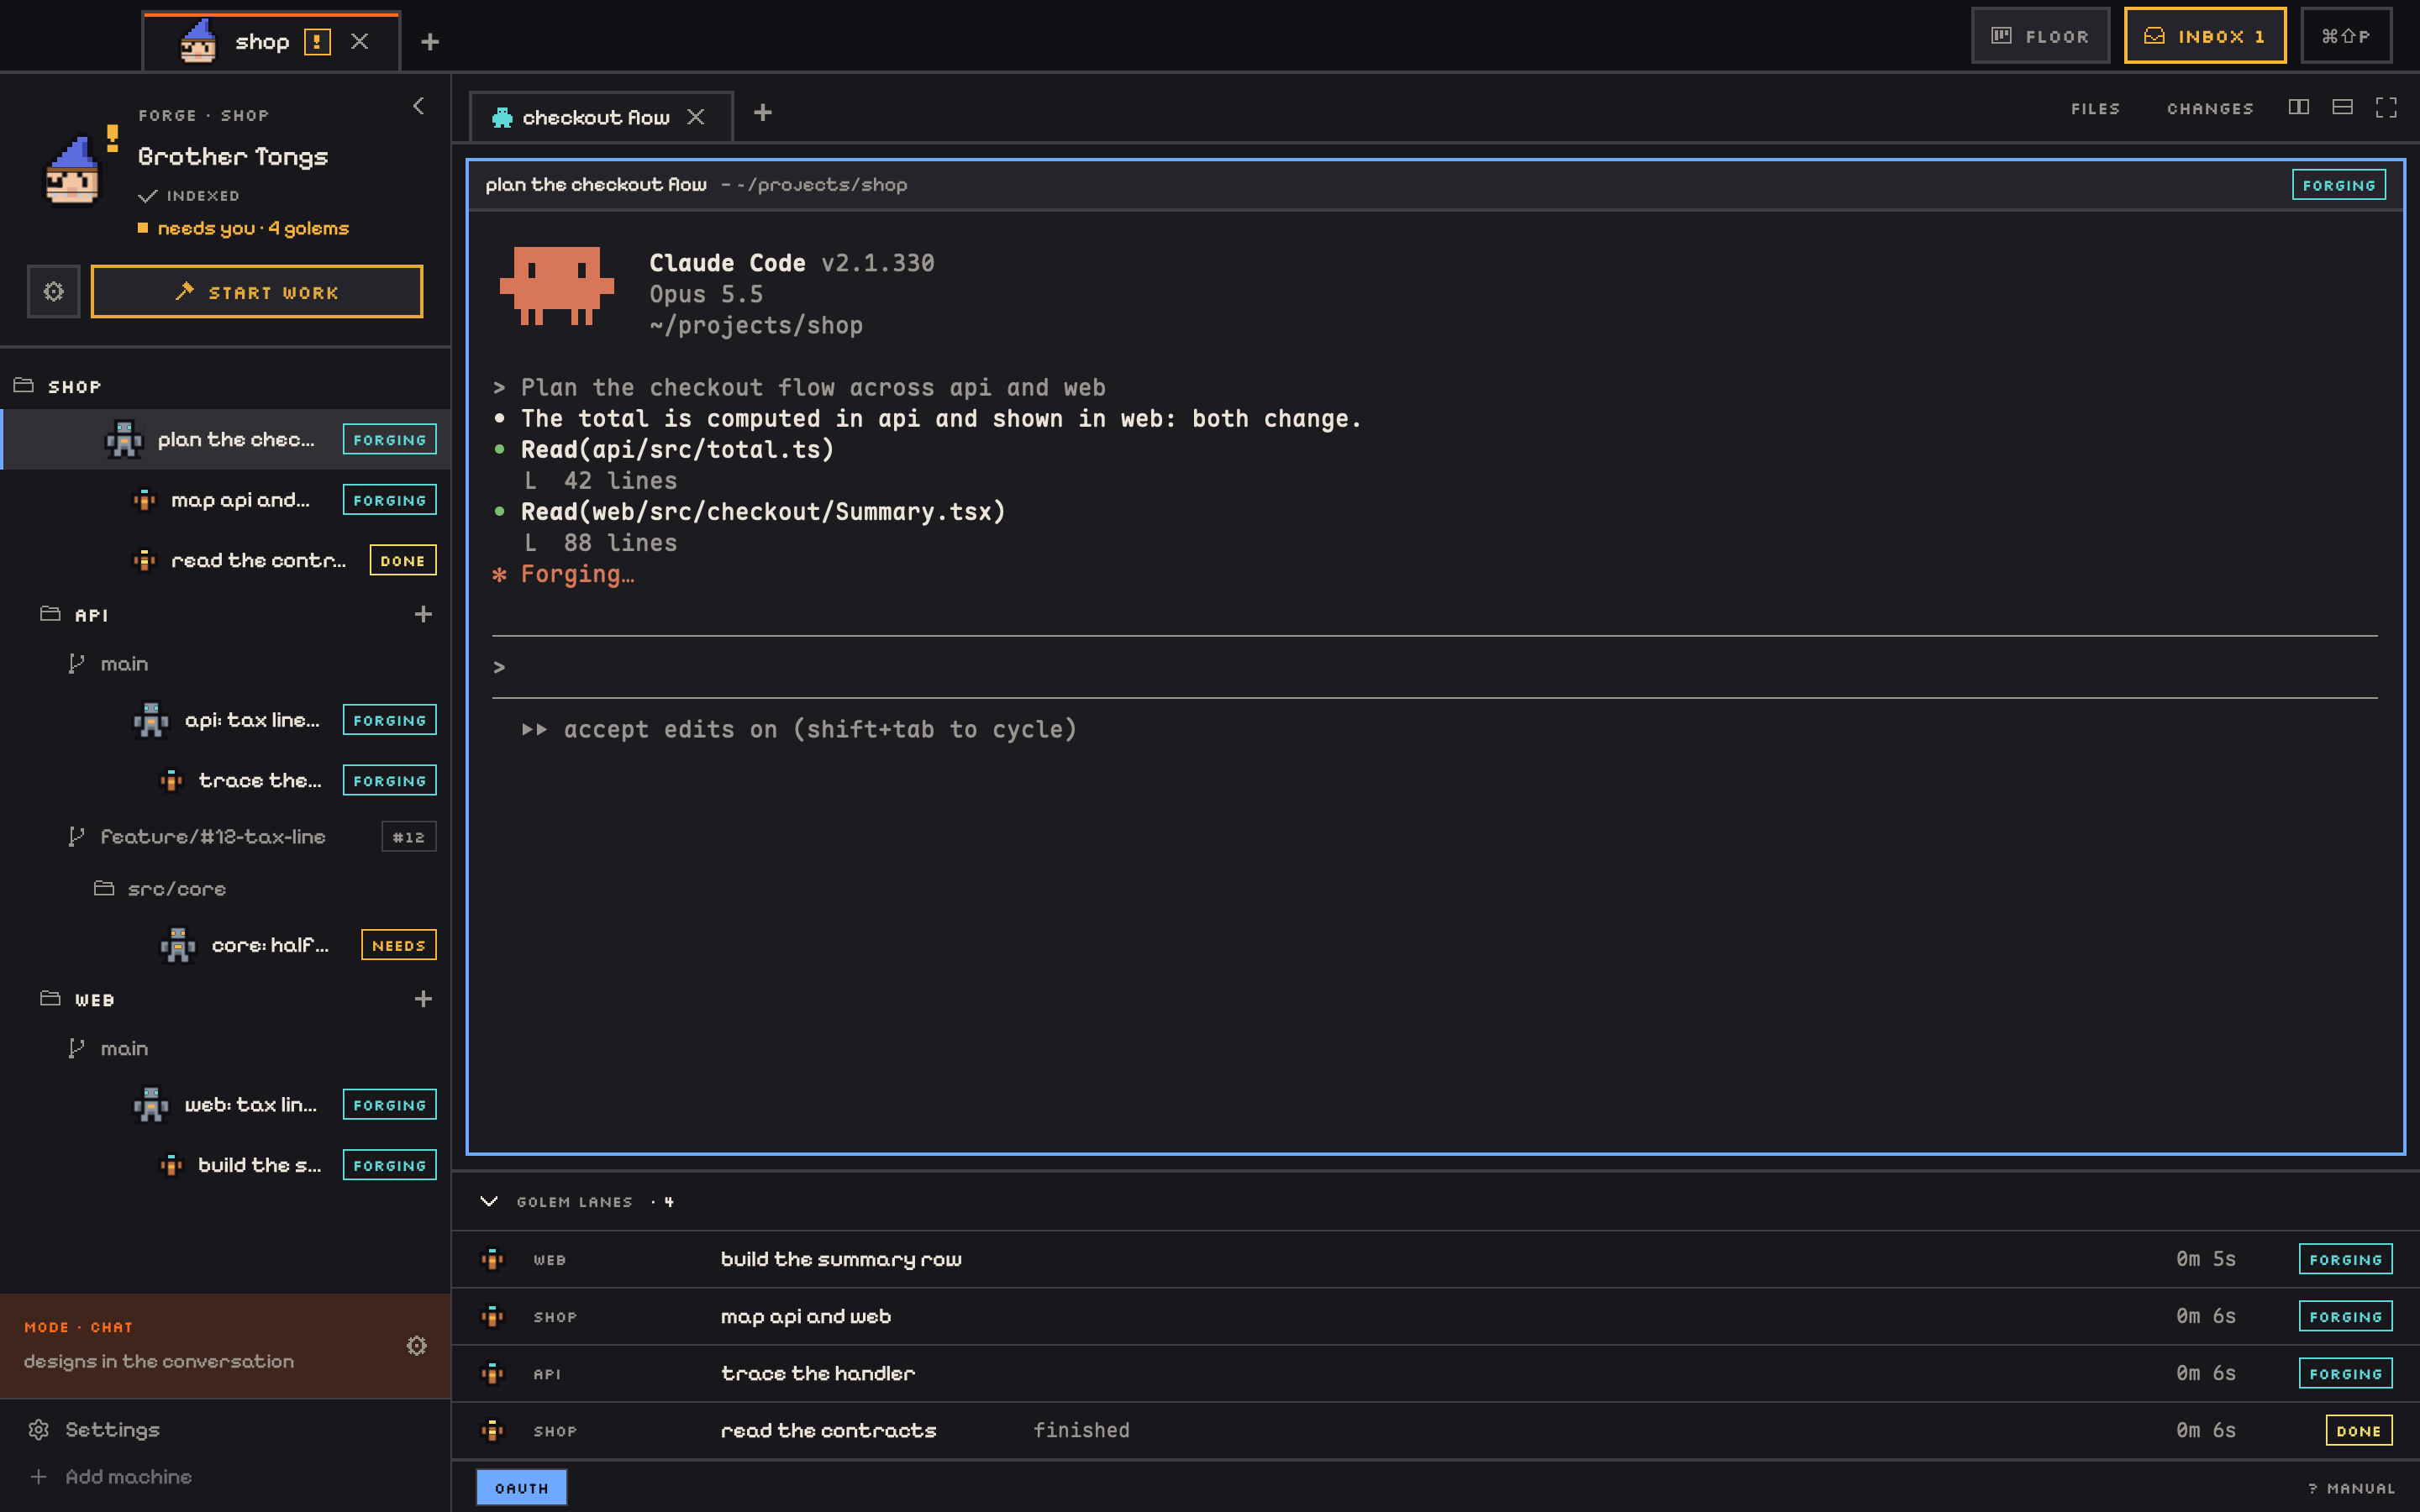 shop ! ×
+
FLOOR
INBOX 1
⌘⇧P
FORGE · SHOP
Brother Tongs
INDEXED
needs you · 4 golems
START WORK
SHOP
plan the chec... FORGING
map api and... FORGING
read the contr... DONE
API +
main
api: tax line... FORGING
trace the... FORGING
feature/#12-tax-line #12
src/core
core: half... NEEDS
WEB +
main
web: tax lin... FORGING
build the s... FORGING
MODE · CHAT
designs in the conversation
Settings
+ Add machine
checkout flow × +
FILES CHANGES
plan the checkout flow – ~/projects/shop FORGING
Claude Code v2.1.330
Opus 5.5
~/projects/shop
> Plan the checkout flow across api and web
• The total is computed in api and shown in web: both change.
• Read(api/src/total.ts)
L 42 lines
• Read(web/src/checkout/Summary.tsx)
L 88 lines
✻ Forging…
>
▸▸ accept edits on (shift+tab to cycle)
GOLEM LANES · 4
WEB build the summary row 0m 5s FORGING
SHOP map api and web 0m 6s FORGING
API trace the handler 0m 6s FORGING
SHOP read the contracts finished 0m 6s DONE
OAUTH
? MANUAL